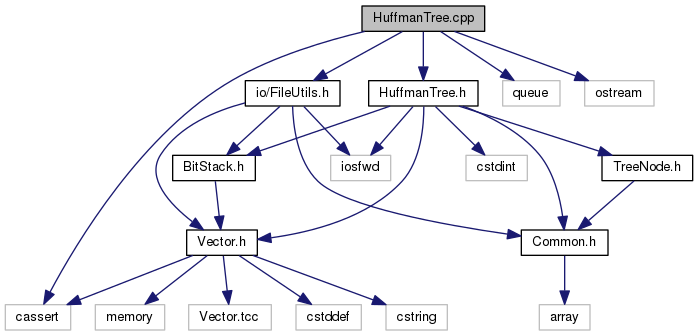 HuffmanTree.cpp
io/FileUtils.h
HuffmanTree.h
queue
ostream
BitStack.h
iosfwd
cstdint
TreeNode.h
Vector.h
Common.h
cassert
memory
Vector.tcc
cstddef
cstring
array